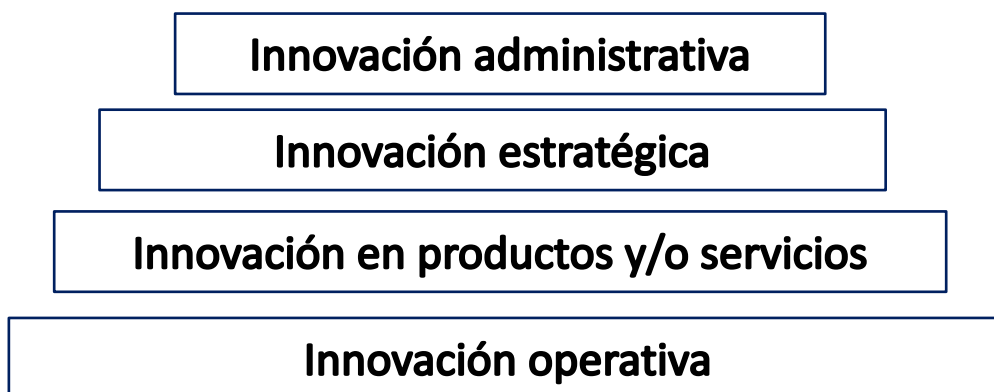 Innovación administrativa
Innovación estratégica
Innovación en productos y/o servicios
Innovación operativa